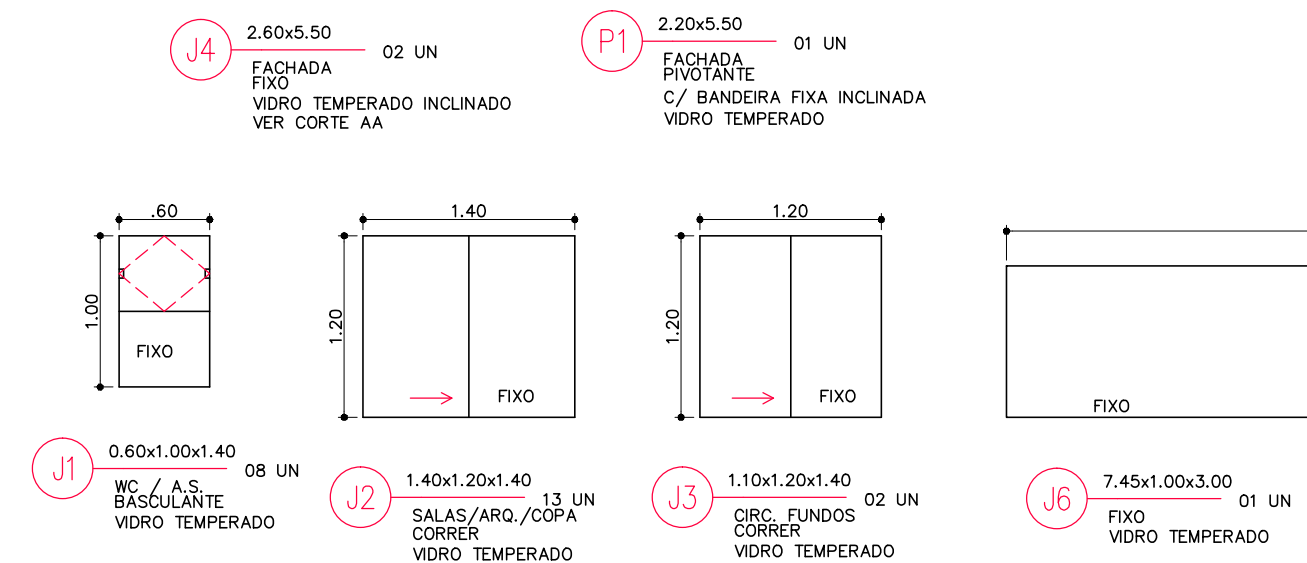 J4
2.60x5.50
02 UN
FACHADA
FIXO
VIDRO TEMPERADO INCLINADO
VER CORTE AA
P1
2.20x5.50
01 UN
FACHADA
PIVOTANTE
C/ BANDEIRA FIXA INCLINADA
VIDRO TEMPERADO
.60
1.00
FIXO
1.40
1.20
FIXO
1.20
1.20
FIXO
FIXO
J1
0.60x1.00x1.40
08 UN
WC / A.S.
BASCULANTE
VIDRO TEMPERADO
J2
1.40x1.20x1.40
13 UN
SALAS/ARQ./COPA
CORRER
VIDRO TEMPERADO
J3
1.10x1.20x1.40
02 UN
CIRC. FUNDOS
CORRER
VIDRO TEMPERADO
J6
7.45x1.00x3.00
01 UN
FIXO
VIDRO TEMPERADO